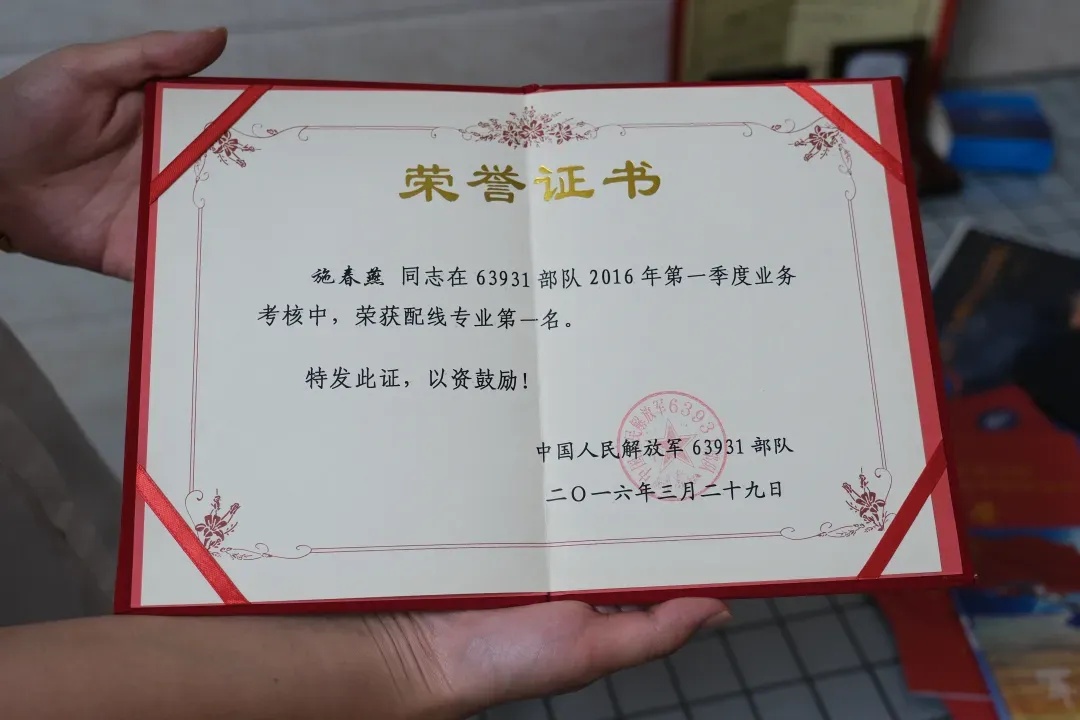 荣誉证书
施春燕 同志在 63931 部队 2016 年第一季度业务
考核中，荣获配线专业第一名。
特发此证，以资鼓励！
中国人民解放军 63931 部队
二〇一六年三月二十九日